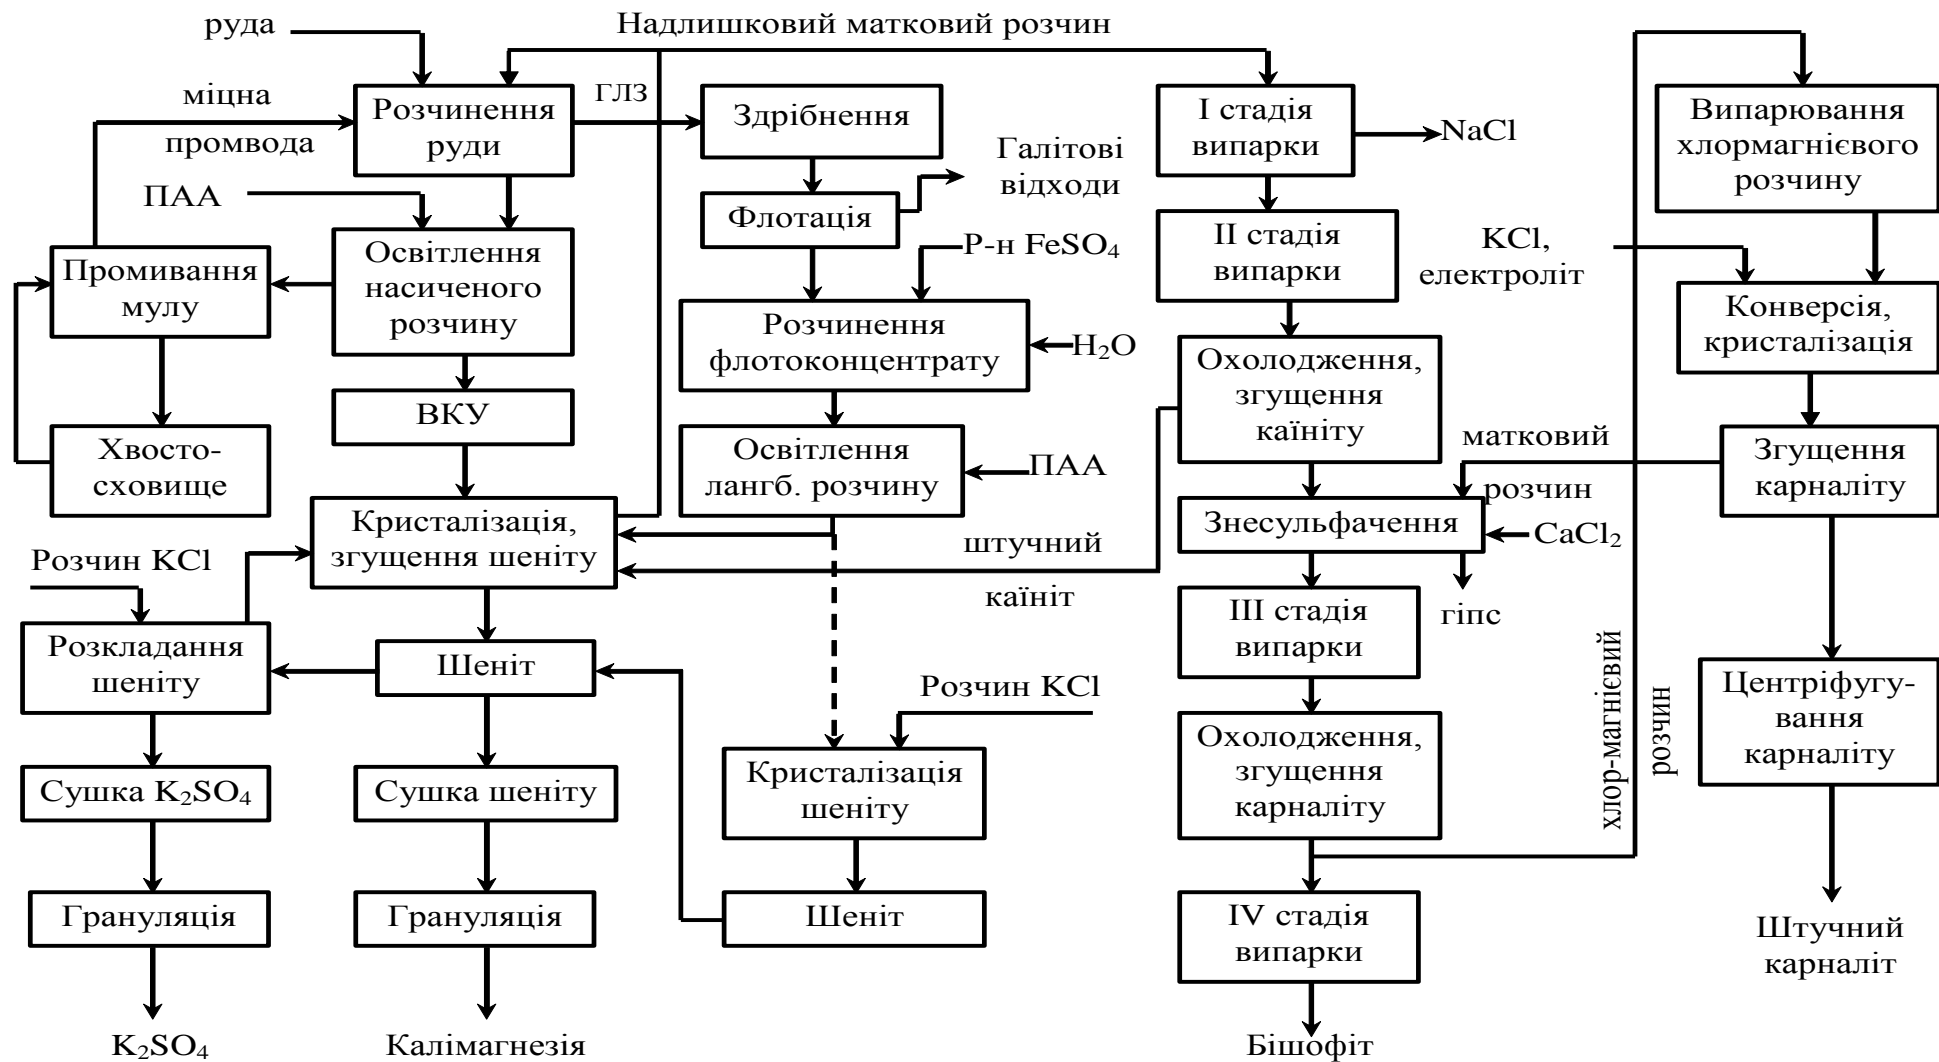 руда
Надлишковий матковий розчин
міцна
промвода
Розчинення
руди
ГЛЗ
Здрібнення
І стадія
випарки
NaCl
Випарювання
хлормагнієвого
розчину
ПАА
Галітові
відходи
Флотація
Промивання
мулу
Освітлення
насиченого
розчину
Р-н FeSO₄
ІІ стадія
випарки
KCl,
електроліт
Розчинення
флотоконцентрату
H₂O
Конверсія,
кристалізація
Охолодження,
згущення
каїніту
ВКУ
Хвосто-
сховище
Освітлення
лангб. розчину
ПАА
матковий
розчин
Згущення
карналіту
Кристалізація,
згущення шеніту
штучний
каїніт
Знесульфачення
CaCl₂
гіпс
Розчин KCl
Розкладання
шеніту
Шеніт
Розчин KCl
ІІІ стадія
випарки
хлор-магнієвий
розчин
Центріфугу-
вання
карналіту
Охолодження,
згущення
карналіту
Сушка K₂SO₄
Сушка шеніту
Кристалізація
шеніту
Грануляція
Грануляція
Шеніт
IV стадія
випарки
Штучний
карналіт
K₂SO₄
Калімагнезія
Бішофіт